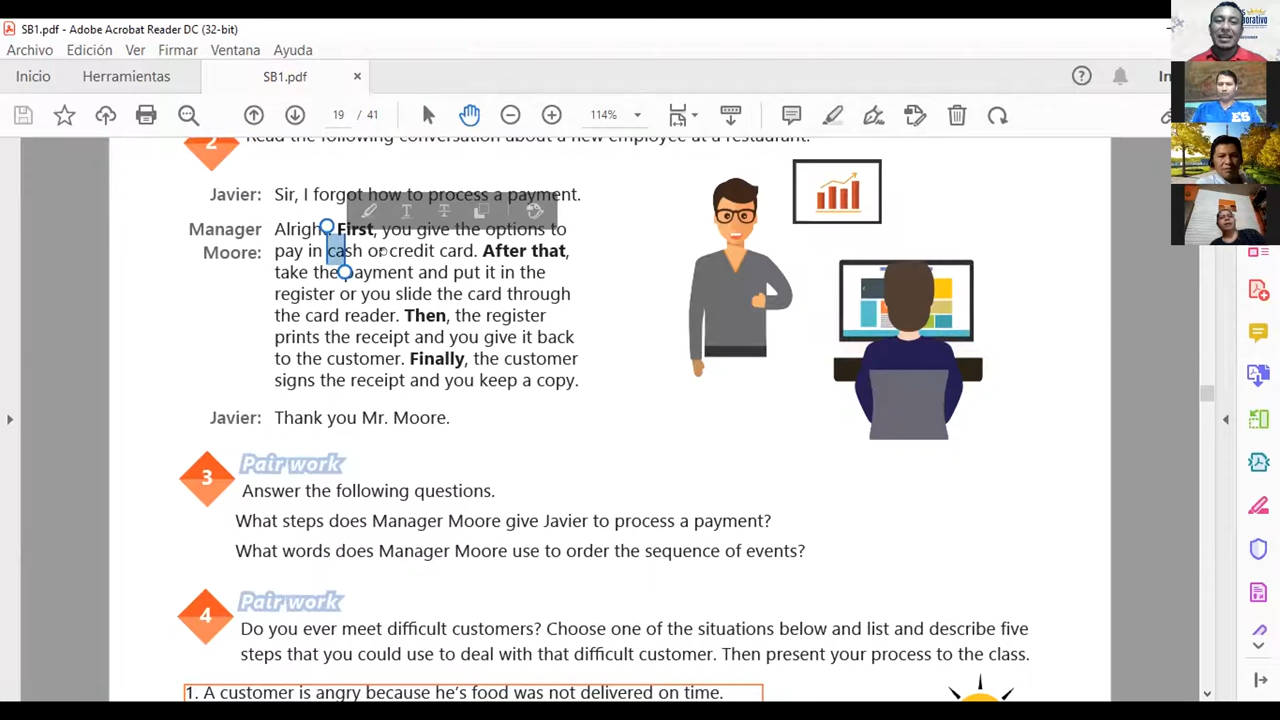 SB1.pdf - Adobe Acrobat Reader DC (32-bit)
Archivo Edición Ver Firmar Ventana Ayuda
Inicio Herramientas SB1.pdf
19 / 41 114%
2 Read the following conversation about a new employee at a restaurant.
Javier: Sir, I forgot how to process a payment.
Manager Moore: Alrigh. First, you give the options to
pay in cash or credit card. After that,
take the payment and put it in the
register or you slide the card through
the card reader. Then, the register
prints the receipt and you give it back
to the customer. Finally, the customer
signs the receipt and you keep a copy.
Javier: Thank you Mr. Moore.
3 Pair work
Answer the following questions.
What steps does Manager Moore give Javier to process a payment?
What words does Manager Moore use to order the sequence of events?
4 Pair work
Do you ever meet difficult customers? Choose one of the situations below and list and describe five
steps that you could use to deal with that difficult customer. Then present your process to the class.
1. A customer is angry because he's food was not delivered on time.